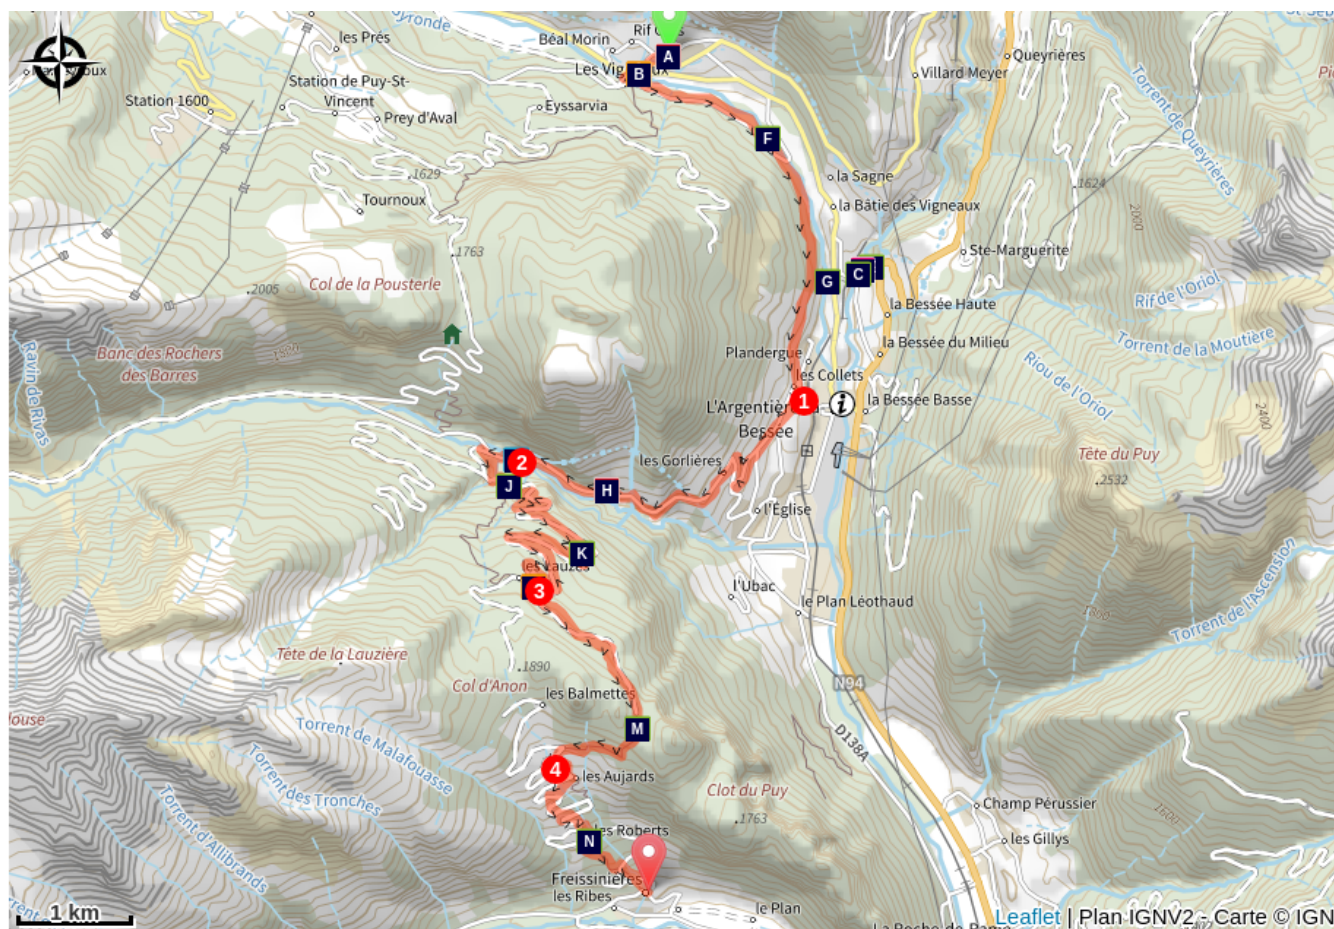 Rif
A
Béal Morin
les Prés
Queyrières
Les Vig
B
Villard Meyer
Station de Puy-St-
Vincent
Station 1600
Eyssarvia
Prey d'Aval
Torrent de Queyrières
F
1629
la Sagne
1624
Tournoux
la Bâtie des Vigneaux
2000
1763
Ste-Marguerite
C
G
Col de la Pousterle
2005
Rif de l'Oriol
la Bessée Haute
Ravin de Rivas
Banc des Rochers
des Barres
Torrent de la Moutière
la Bessée du Milieu
Plandergue
Riou de l'Oriol
les Collets
1
i
la Bessée Basse
L'Argentière
Bessée
2400
2
les Gorlières
Tête du Puy
2532
J
H
l'Église
K
les Lauzes
3
l'Ubac
le Plan Léothaud
Torrent de l'Ascension
Tête de la Lauzière
1890
Col d'Anon
N94
les Balmettes
M
D138A
Torrent de Malafouasse
Torrent des Tronches
Torrent d'Allibrands
4
les Aujards
Clot du Puy
1763
Champ Pérussier
1600
les Roberts
N
les Gillys
Freissinières
les Ribes
le Plan
1 km
Leaflet | Plan IGNV2 - Carte © IGN